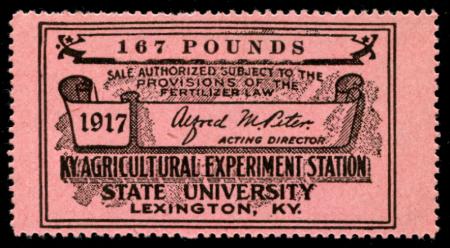 167 POUNDS
SALE AUTHORIZED SUBJECT TO THE
PROVISIONS OF THE
FERTILIZER LAW
1917
Alfred M. Peter.
ACTING DIRECTOR
KY. AGRICULTURAL EXPERIMENT STATION
STATE UNIVERSITY
LEXINGTON, KY.